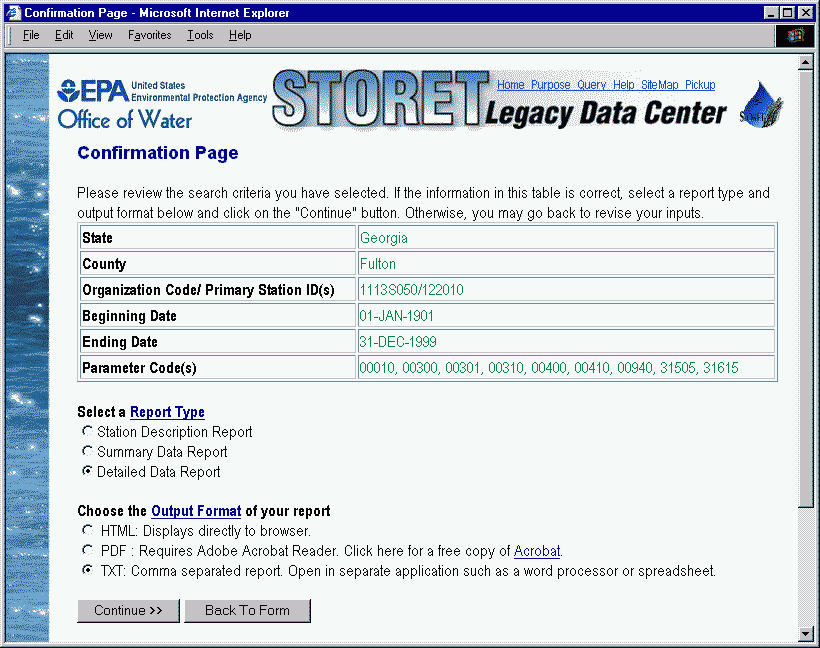 Confirmation Page - Microsoft Internet Explorer
File Edit View Favorites Tools Help
EPA United States
Environmental Protection Agency
Office of Water
STORET
Home Purpose Query Help SiteMap Pickup
Legacy Data Center
Confirmation Page
Please review the search criteria you have selected. If the information in this table is correct, select a report type and
output format below and click on the "Continue" button. Otherwise, you may go back to revise your inputs.
State Georgia
County Fulton
Organization Code/ Primary Station ID(s) 1113S050/122010
Beginning Date 01-JAN-1901
Ending Date 31-DEC-1999
Parameter Code(s) 00010, 00300, 00301, 00310, 00400, 00410, 00940, 31505, 31615
Select a Report Type
Station Description Report
Summary Data Report
Detailed Data Report
Choose the Output Format of your report
HTML: Displays directly to browser.
PDF : Requires Adobe Acrobat Reader. Click here for a free copy of Acrobat.
TXT: Comma separated report. Open in separate application such as a word processor or spreadsheet.
Continue >> Back To Form